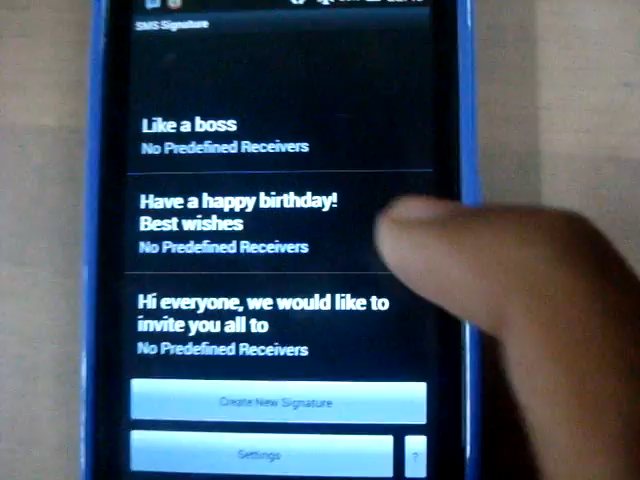 SMS Signature
Like a boss
No Predefined Receivers
Have a happy birthday!
Best wishes
No Predefined Receivers
Hi everyone, we would like to
invite you all to
No Predefined Receivers
Create New Signature
Settings
?